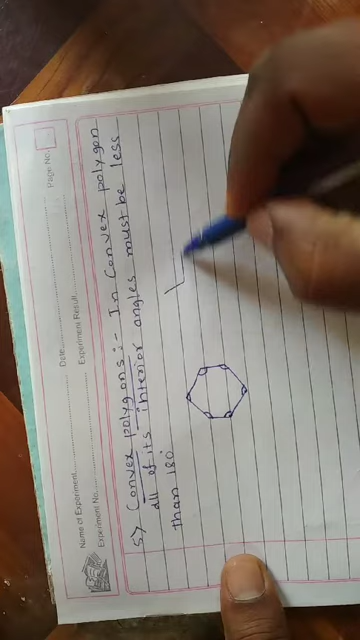 Name of Experiment
Date
Page No.
Experiment No.
Experiment Result
5) Convex polygons :- In Convex polygon
all of its interior angles must be less
than 180°